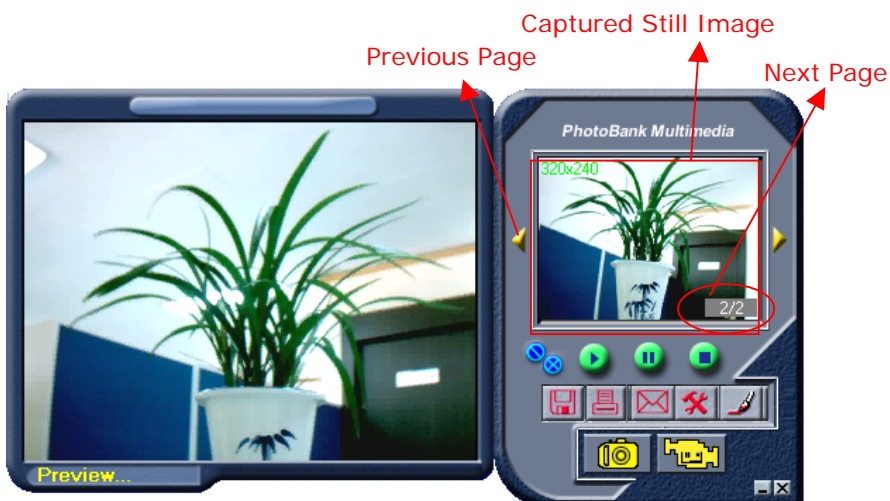 Captured Still Image
Previous Page
Next Page
PhotoBank Multimedia
320x240
2/2
Preview...